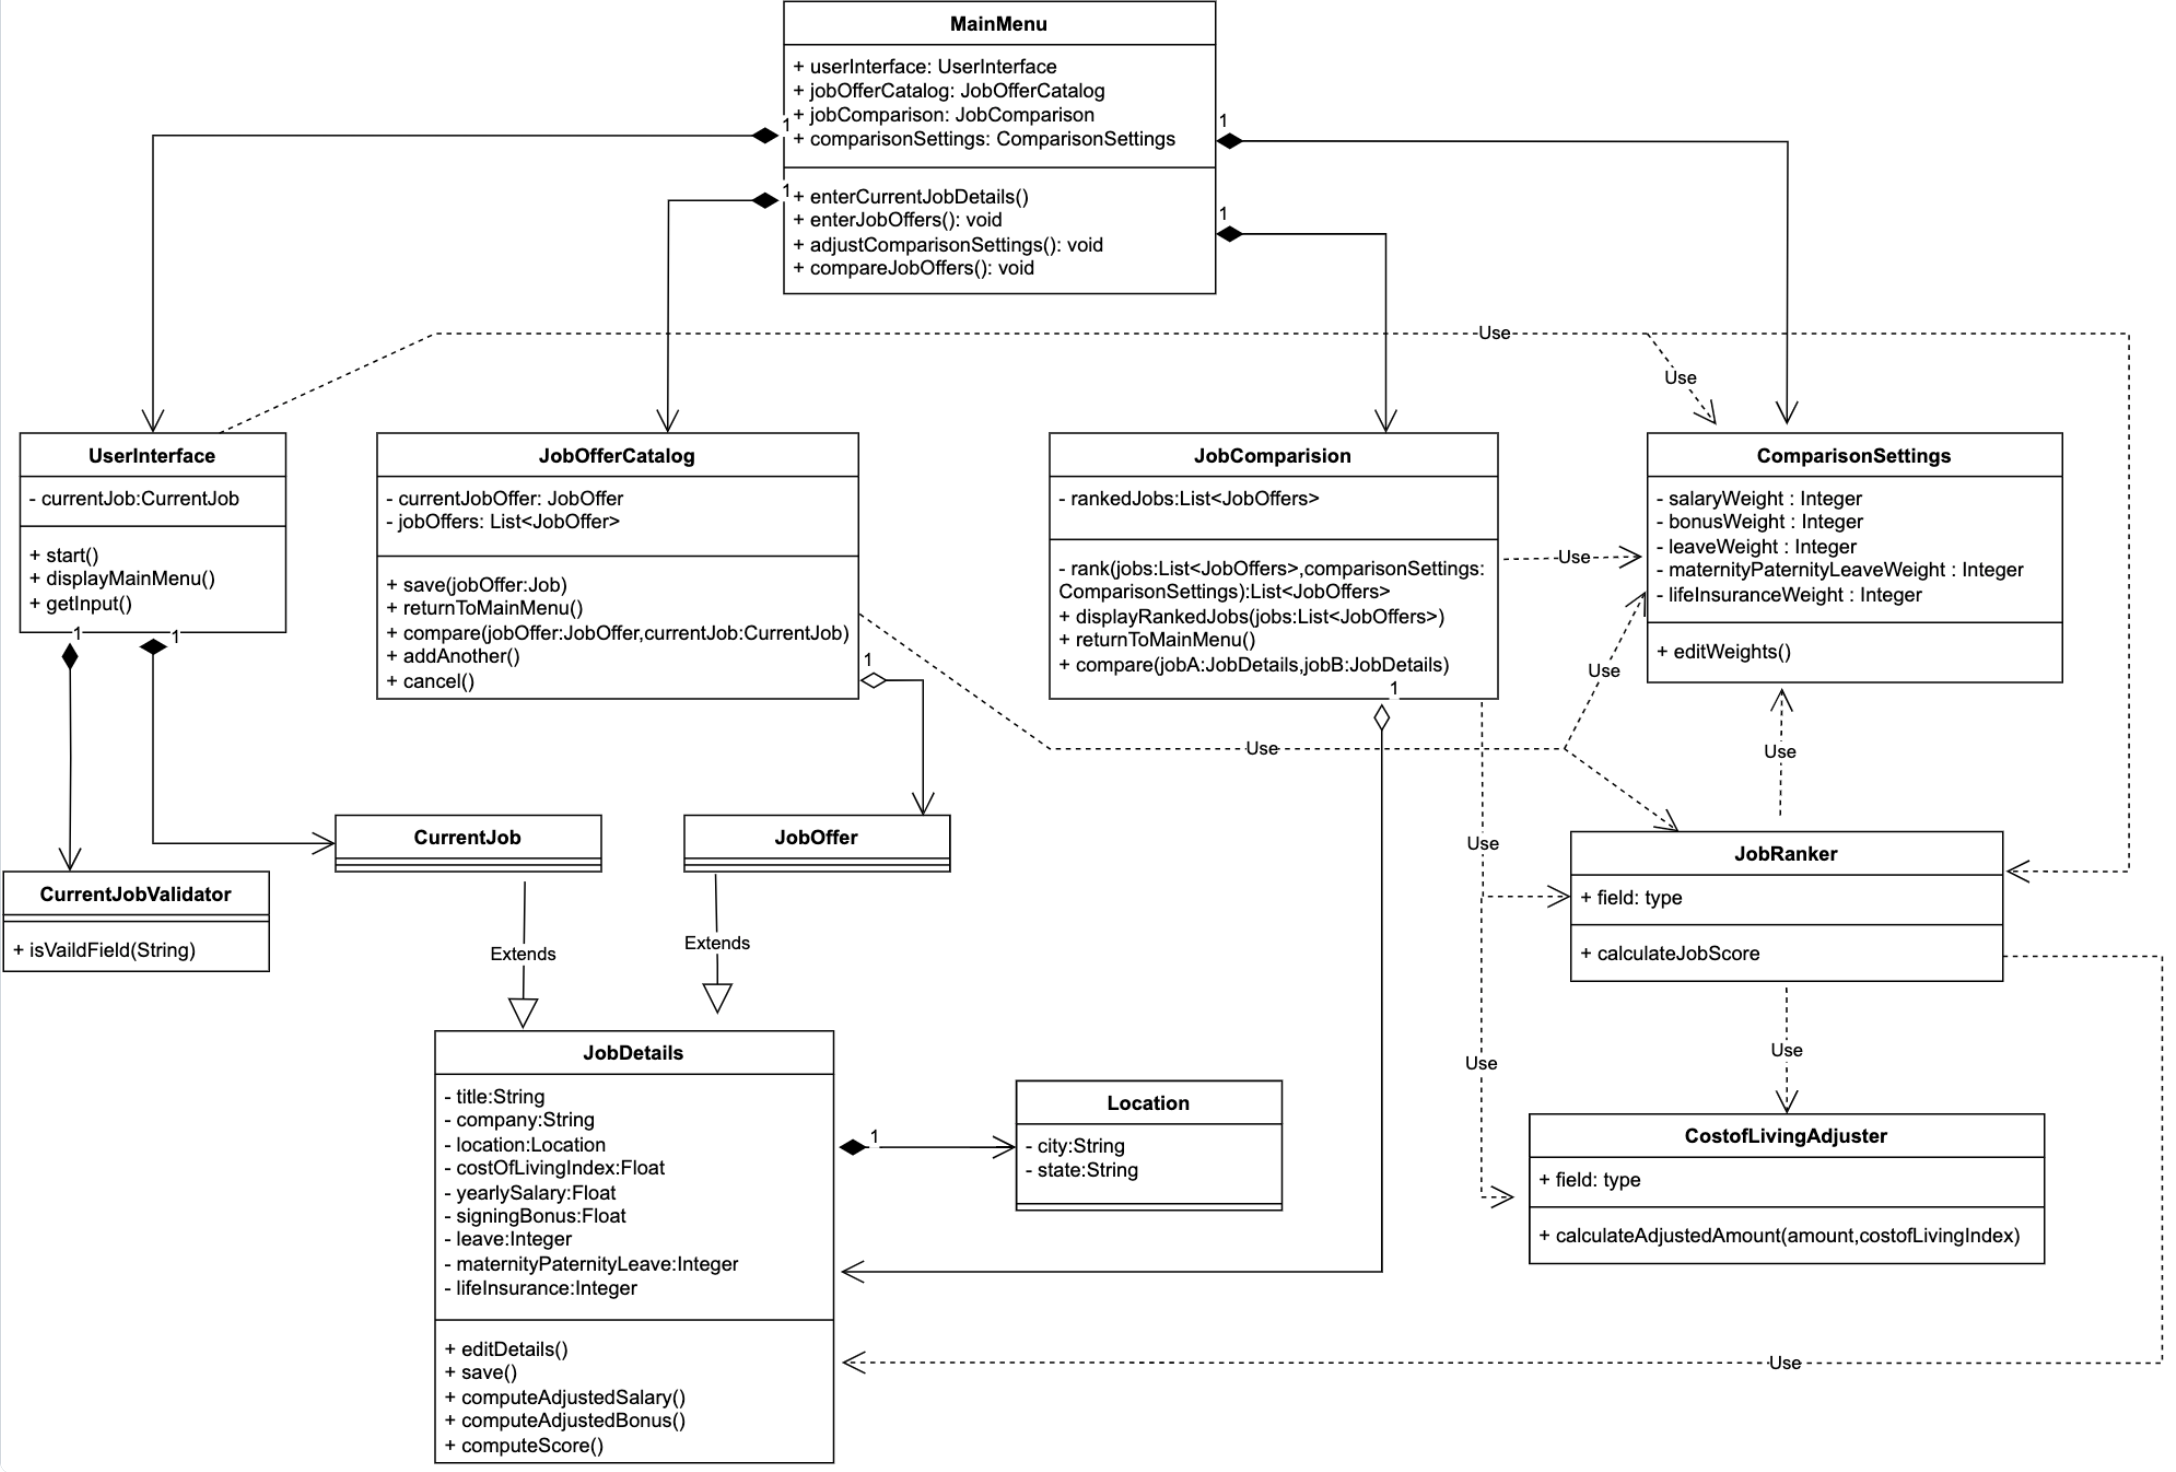 MainMenu
+ userInterface: UserInterface
+ jobOfferCatalog: JobOfferCatalog
+ jobComparison: JobComparison
+ comparisonSettings: ComparisonSettings
1
1
+ enterCurrentJobDetails()
+ enterJobOffers(): void
+ adjustComparisonSettings(): void
+ compareJobOffers(): void
1
1
Use
Use
UserInterface
- currentJob:CurrentJob
+ start()
+ displayMainMenu()
+ getInput()
1
1
JobOfferCatalog
- currentJobOffer: JobOffer
- jobOffers: List<JobOffer>
+ save(jobOffer:Job)
+ returnToMainMenu()
+ compare(jobOffer:JobOffer,currentJob:CurrentJob)
+ addAnother()
+ cancel()
1
JobComparision
- rankedJobs:List<JobOffers>
- rank(jobs:List<JobOffers>,comparisonSettings:
ComparisonSettings):List<JobOffers>
+ displayRankedJobs(jobs:List<JobOffers>)
+ returnToMainMenu()
+ compare(jobA:JobDetails,jobB:JobDetails)
1
Use
ComparisonSettings
- salaryWeight : Integer
- bonusWeight : Integer
- leaveWeight : Integer
- maternityPaternityLeaveWeight : Integer
- lifeInsuranceWeight : Integer
+ editWeights()
Use
Use
Use
CurrentJob
JobOffer
Use
JobRanker
+ field: type
+ calculateJobScore
CurrentJobValidator
+ isVaildField(String)
Extends
Extends
Use
Use
JobDetails
- title:String
- company:String
- location:Location
- costOfLivingIndex:Float
- yearlySalary:Float
- signingBonus:Float
- leave:Integer
- maternityPaternityLeave:Integer
- lifeInsurance:Integer
+ editDetails()
+ save()
+ computeAdjustedSalary()
+ computeAdjustedBonus()
+ computeScore()
1
Location
- city:String
- state:String
CostofLivingAdjuster
+ field: type
+ calculateAdjustedAmount(amount,costofLivingIndex)
Use